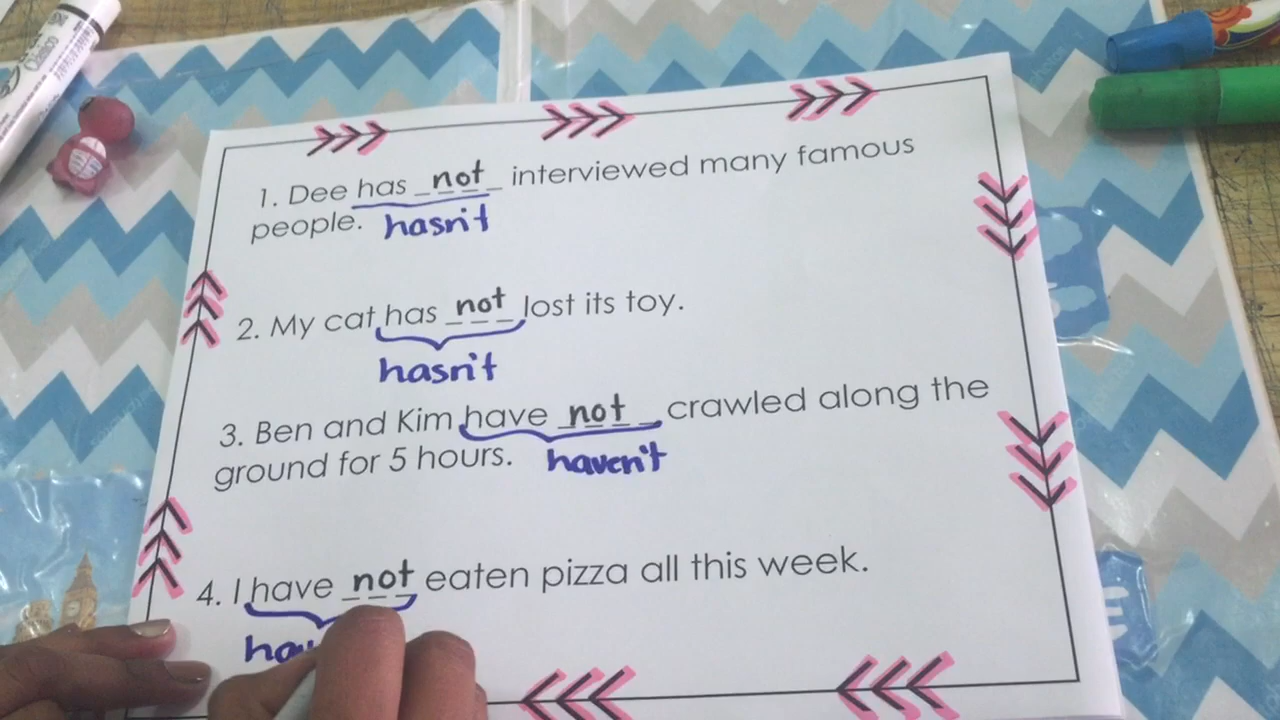 1. Dee has not interviewed many famous
people. hasn't
2. My cat has not lost its toy.
hasn't
3. Ben and Kim have not crawled along the
ground for 5 hours. haven't
4. I have not eaten pizza all this week.